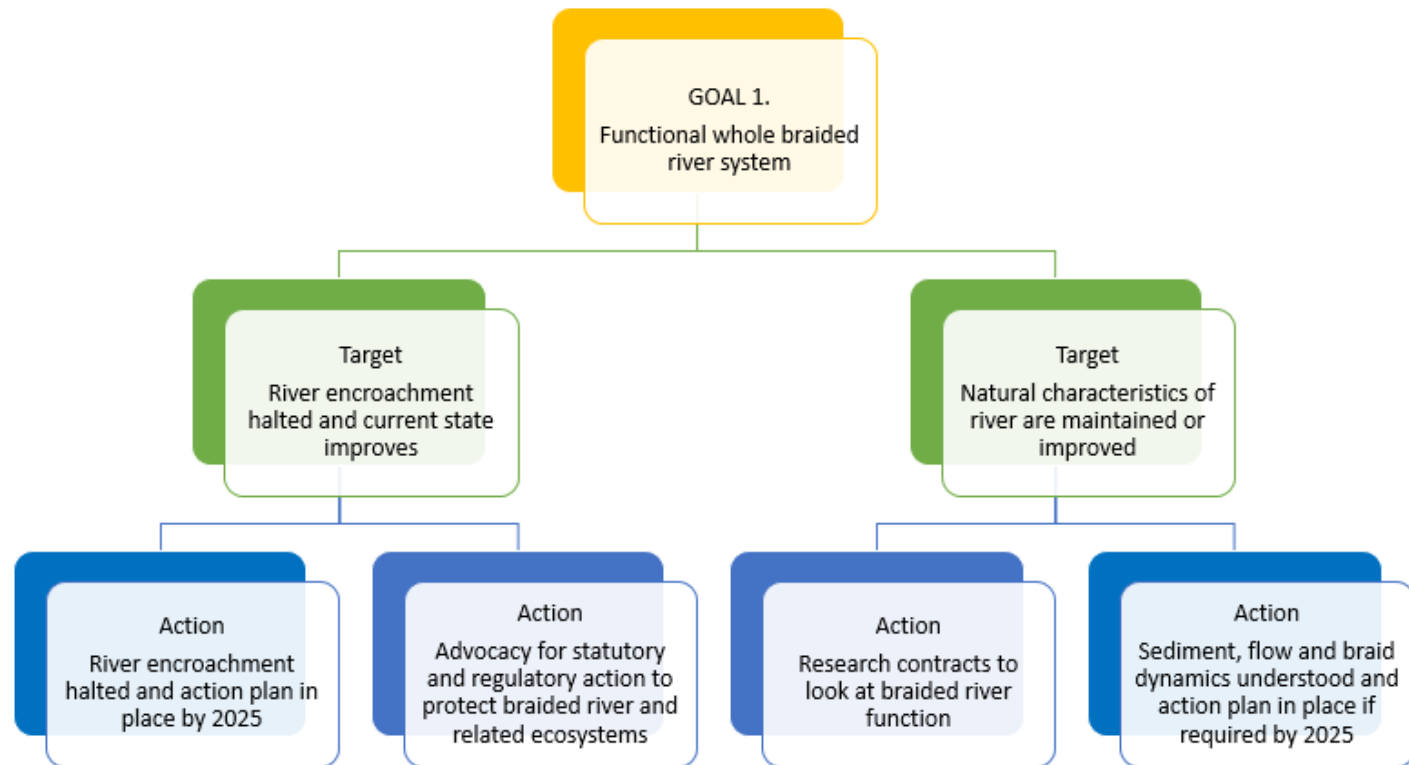 GOAL 1.
Functional whole braided
river system
Target
River encroachment
halted and current state
improves
Target
Natural characteristics of
river are maintained or
improved
Action
River encroachment
halted and action plan in
place by 2025
Action
Advocacy for statutory
and regulatory action to
protect braided river and
related ecosystems
Action
Research contracts to
look at braided river
function
Action
Sediment, flow and braid
dynamics understood and
action plan in place if
required by 2025